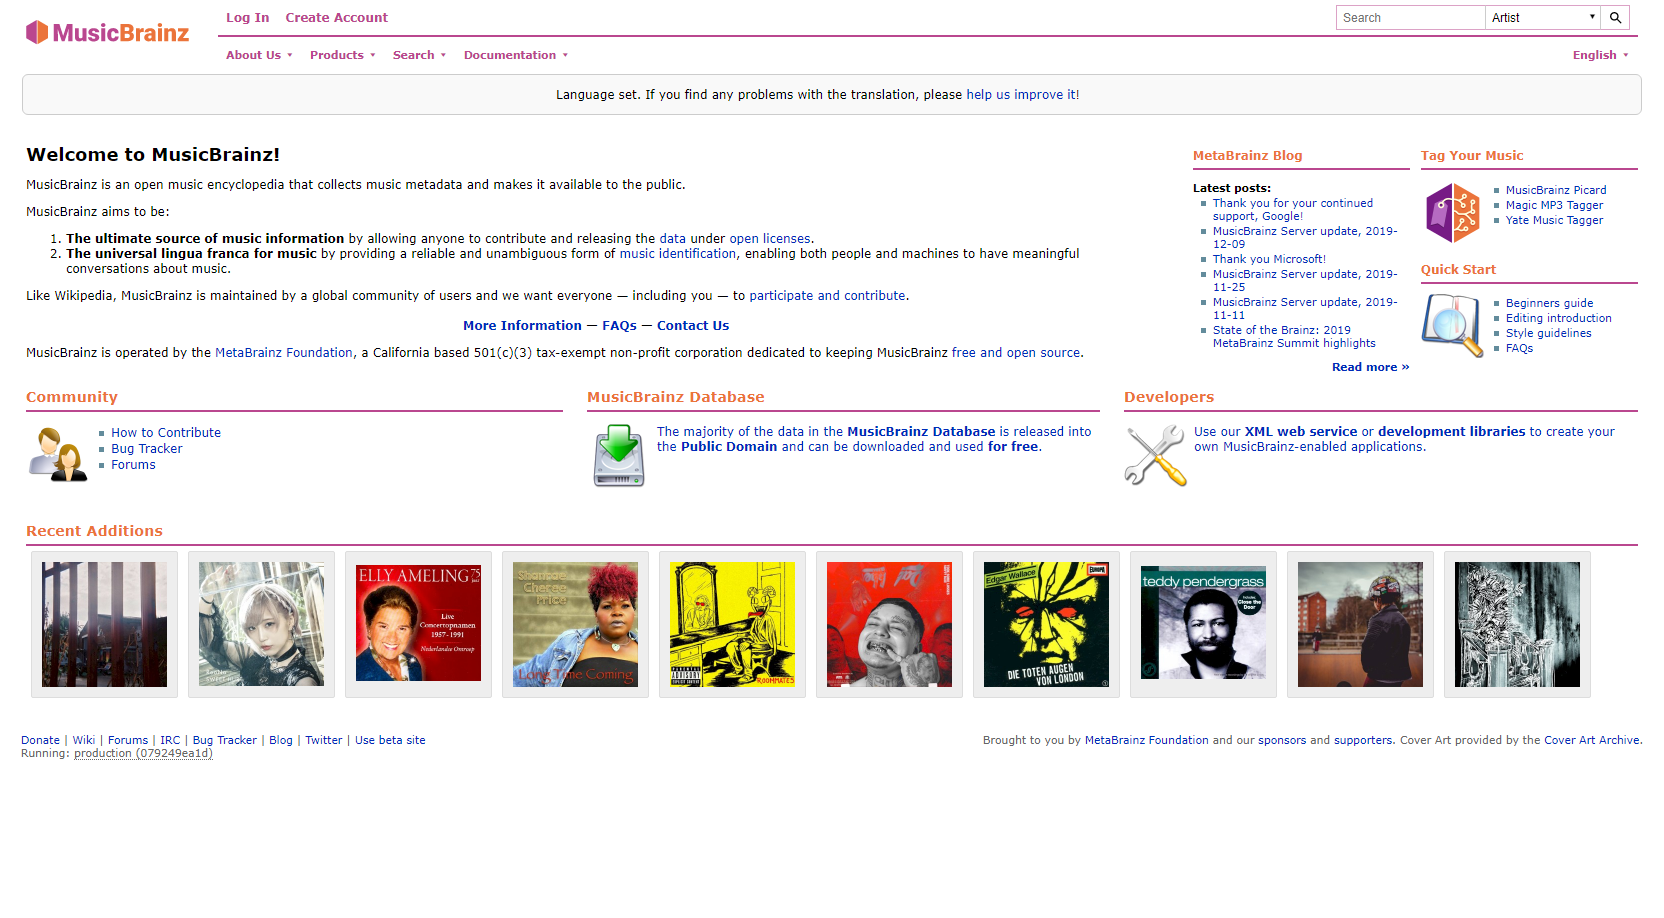 MusicBrainz
Log In Create Account
Search Artist
About Us Products Search Documentation English
Language set. If you find any problems with the translation, please help us improve it!
Welcome to MusicBrainz!
MusicBrainz is an open music encyclopedia that collects music metadata and makes it available to the public.
MusicBrainz aims to be:
1. The ultimate source of music information by allowing anyone to contribute and releasing the data under open licenses.
2. The universal lingua franca for music by providing a reliable and unambiguous form of music identification, enabling both people and machines to have meaningful
conversations about music.
Like Wikipedia, MusicBrainz is maintained by a global community of users and we want everyone — including you — to participate and contribute.
More Information — FAQs — Contact Us
MusicBrainz is operated by the MetaBrainz Foundation, a California based 501(c)(3) tax-exempt non-profit corporation dedicated to keeping MusicBrainz free and open source.
MetaBrainz Blog
Latest posts:
Thank you for your continued
support, Google!
MusicBrainz Server update, 2019-
12-09
Thank you Microsoft!
MusicBrainz Server update, 2019-
11-25
MusicBrainz Server update, 2019-
11-11
State of the Brainz: 2019
MetaBrainz Summit highlights
Read more »
Tag Your Music
MusicBrainz Picard
Magic MP3 Tagger
Yate Music Tagger
Quick Start
Beginners guide
Editing introduction
Style guidelines
FAQs
Community
How to Contribute
Bug Tracker
Forums
MusicBrainz Database
The majority of the data in the MusicBrainz Database is released into
the Public Domain and can be downloaded and used for free.
Developers
Use our XML web service or development libraries to create your
own MusicBrainz-enabled applications.
Recent Additions
ELLY AMELING 75
Live
Concertopnamen
1957-1991
Nederlandse Omroep
Shannae
Cheree
Price
Long Time Coming
PARENTAL
ADVISORY
EXPLICIT CONTENT
ROOMMATES
Edgar Wallace
EUROPA
DIE TOTEN AUGEN
VON LONDON
teddy pendergrass
Includes
Close the
Door
Donate | Wiki | Forums | IRC | Bug Tracker | Blog | Twitter | Use beta site
Running: production (079249ea1d)
Brought to you by MetaBrainz Foundation and our sponsors and supporters. Cover Art provided by the Cover Art Archive.